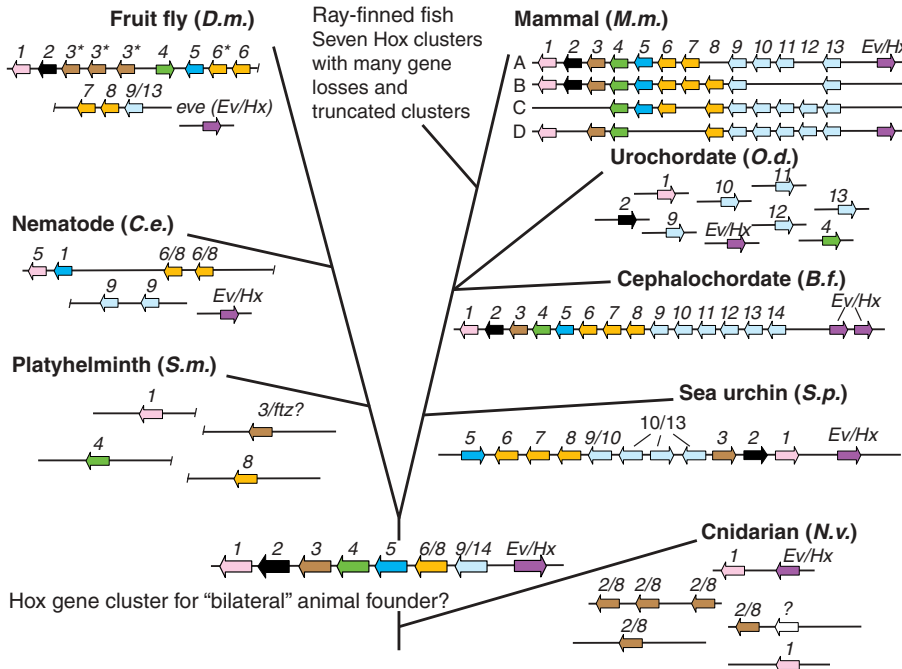 Fruit fly (D.m.)
1 2 3* 3* 3* 4 5 6* 6
7 8 9/13
eve (Ev/Hx)
Ray-finned fish
Seven Hox clusters
with many gene
losses and
truncated clusters
Mammal (M.m.)
1 2 3 4 5 6 7 8 9 10 11 12 13 Ev/Hx
A
B
C
D
Urochordate (O.d.)
1 10 11
2 9 Ev/Hx 12 13 4
Nematode (C.e.)
5 1 6/8 6/8
9 9 Ev/Hx
Cephalochordate (B.f.)
1 2 3 4 5 6 7 8 9 10 11 12 13 14 Ev/Hx
Platyhelminth (S.m.)
1
3/ftz?
4
8
Sea urchin (S.p.)
5 6 7 8 9/10 10/13 3 2 1 Ev/Hx
1 2 3 4 5 6/8 9/14 Ev/Hx
Hox gene cluster for “bilateral” animal founder?
Cnidarian (N.v.)
1 Ev/Hx
2/8 2/8 2/8
2/8 ?
2/8
1